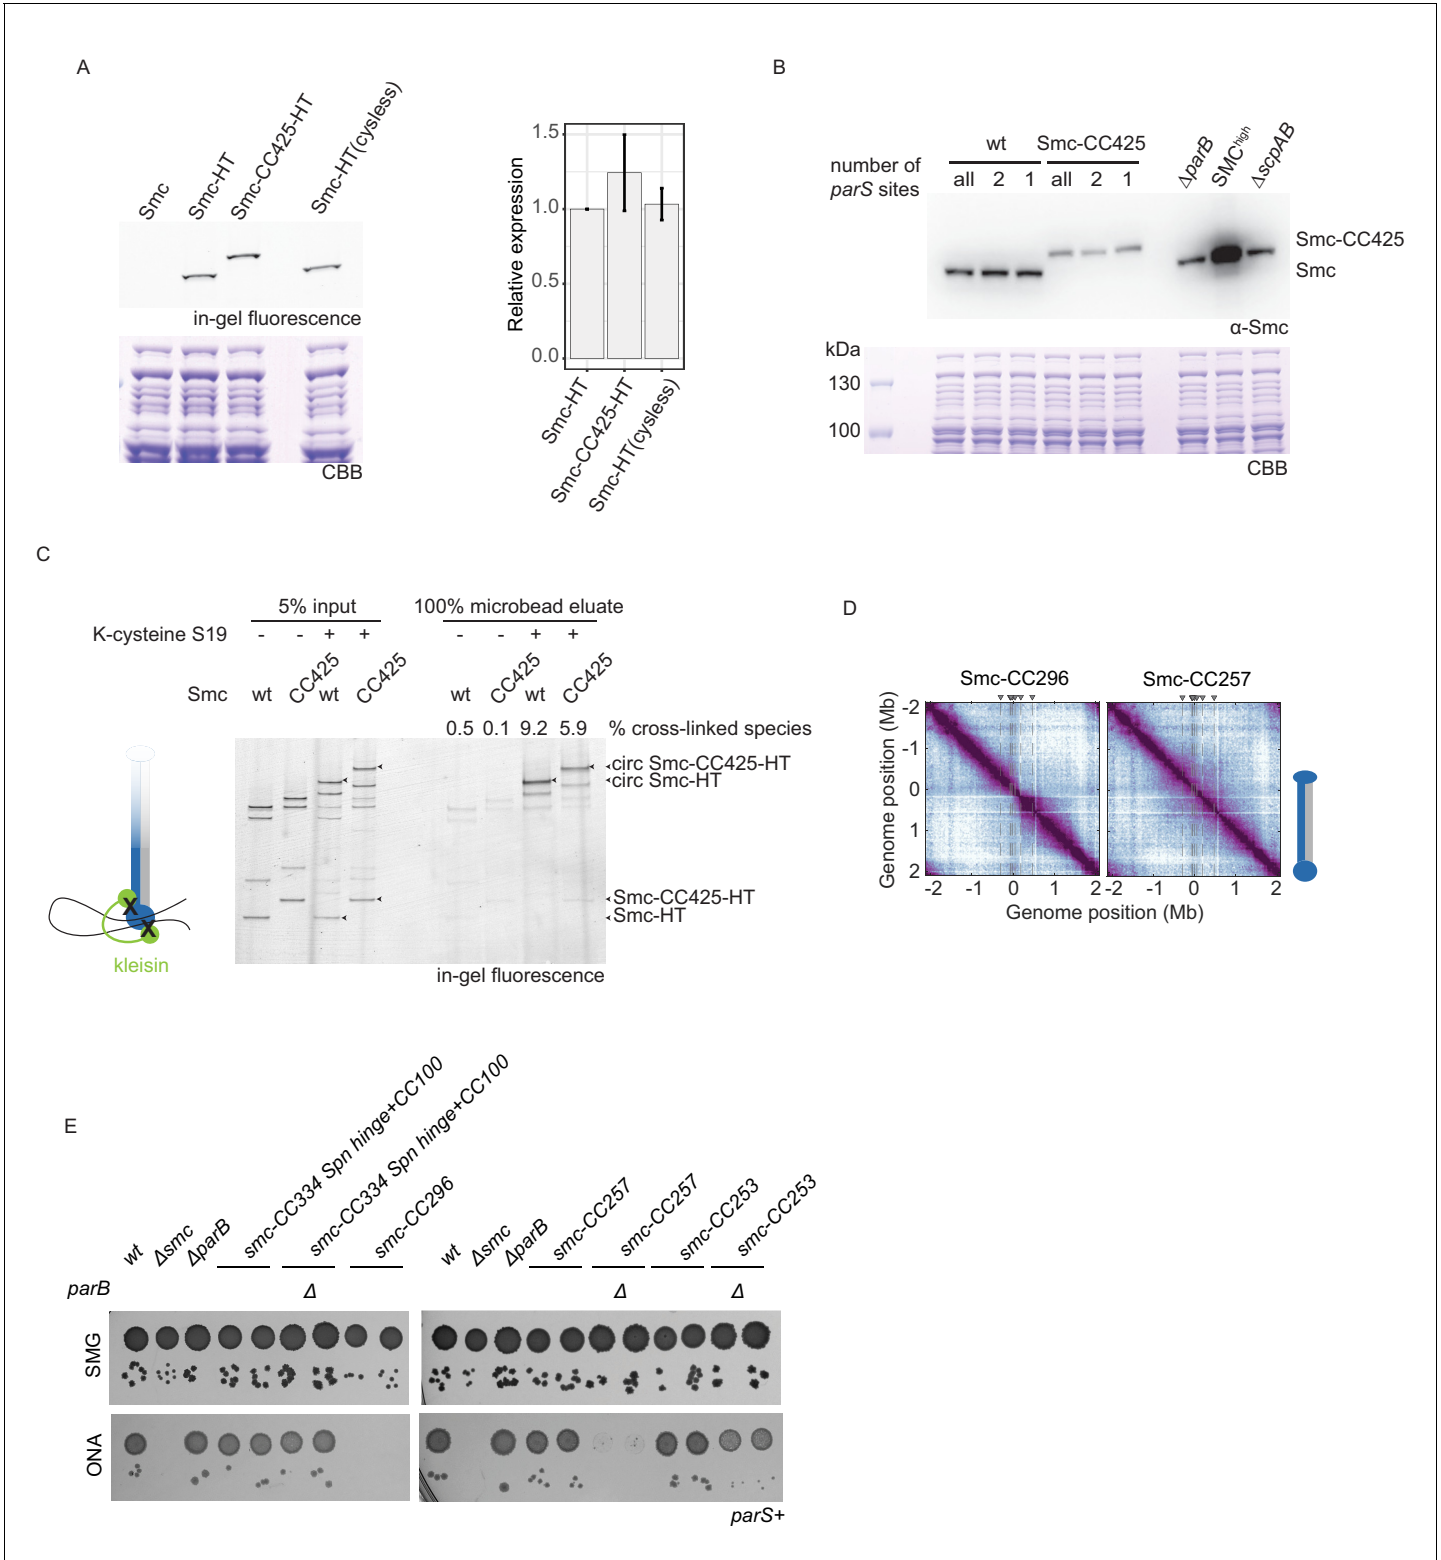 A
Smc
Smc-HT
Smc-CC425-HT
Smc-HT(cysless)
in-gel fluorescence
CBB
Relative expression
1.5
1.0
0.5
0.0
Smc-HT
Smc-CC425-HT
Smc-HT(cysless)
B
wt Smc-CC425
number of
parS sites
all 2 1 all 2 1
ΔparB
SMChigh
ΔscpAB
Smc-CC425
Smc
α-Smc
kDa
130
100
CBB
C
5% input 100% microbead eluate
K-cysteine S19 - - + + - - + +
Smc wt CC425 wt CC425 wt CC425 wt CC425
0.5 0.1 9.2 5.9 % cross-linked species
circ Smc-CC425-HT
circ Smc-HT
Smc-CC425-HT
Smc-HT
in-gel fluorescence
X
X
kleisin
D
Smc-CC296 Smc-CC257
Genome position (Mb)
-2
-1
0
1
2
-2 -1 0 1 2 -2 -1 0 1 2
Genome position (Mb)
E
wt
Δsmc
ΔparB
smc-CC334 Spn hinge+CC100
smc-CC334 Spn hinge+CC100
smc-CC296
wt
Δsmc
ΔparB
smc-CC257
smc-CC257
smc-CC253
smc-CC253
parB Δ Δ Δ
SMG
ONA
parS+